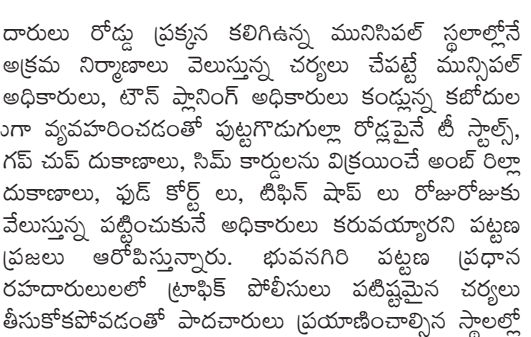 దారులు రోడ్డు ప్రక్కన కలిగిఉన్న మునిసిపల్ స్థలాల్లోనే
అక్రమ నిర్మాణాలు వెలుస్తున్న చర్యలు చేపట్టే మున్సిపల్
అధికారులు, టౌన్ ప్లానింగ్ అధికారులు కండ్లున్న కబోదుల
ుగా వ్యవహరించడంతో పుట్టగొడుగుల్లా రోడ్లపైనే టీ స్టాల్స్,
గప్ చుప్ దుకాణాలు, సిమ్ కార్డులను విక్రయించే అంబ్ రిల్లా
దుకాణాలు, ఫుడ్ కోర్ట్ లు, టిఫిన్ షాప్ లు రోజురోజుకు
వేలుస్తున్న పట్టించుకునే అధికారులు కరువయ్యారని పట్టణ
ప్రజలు ఆరోపిస్తున్నారు. భువనగిరి పట్టణ ప్రధాన
రహదారులులలో ట్రాఫిక్ పోలీసులు పటిష్టమైన చర్యలు
తీసుకోకపోవడంతో పాదచారులు ప్రయాణించాల్సిన స్థాలల్లో